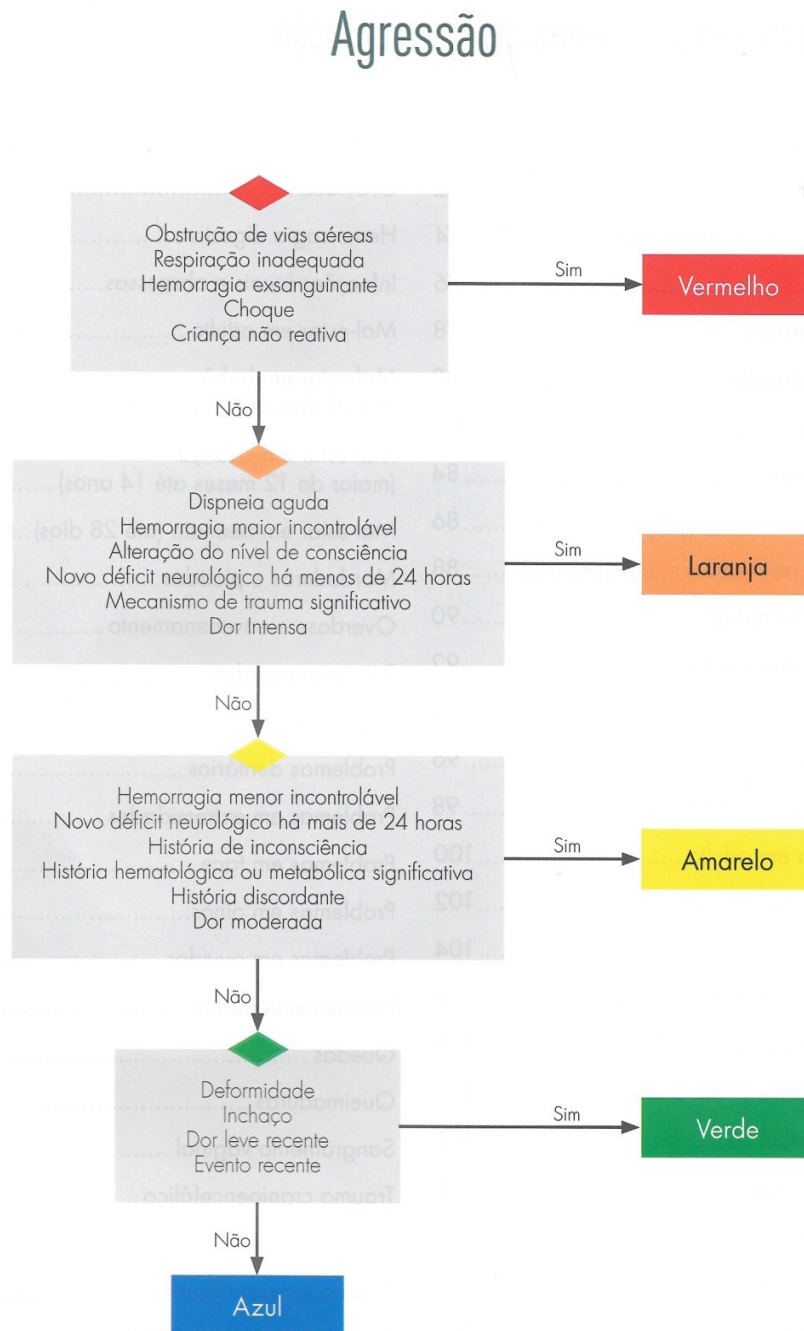 Agressão
Obstrução de vias aéreas
Respiração inadequada
Hemorragia exsanguinante
Choque
Criança não reativa
Sim
Vermelho
Não
Dispneia aguda
Hemorragia maior incontrolável
Alteração do nível de consciência
Novo déficit neurológico há menos de 24 horas
Mecanismo de trauma significativo
Dor Intensa
Sim
Laranja
Não
Hemorragia menor incontrolável
Novo déficit neurológico há mais de 24 horas
História de inconsciência
História hematológica ou metabólica significativa
História discordante
Dor moderada
Sim
Amarelo
Não
Deformidade
Inchaço
Dor leve recente
Evento recente
Sim
Verde
Não
Azul